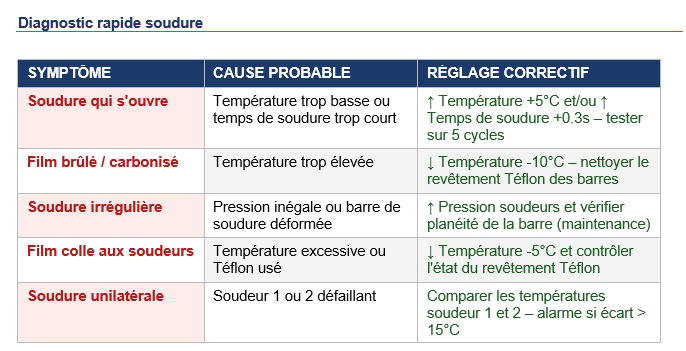 Diagnostic rapide soudure
SYMPTÔME
CAUSE PROBABLE
RÉGLAGE CORRECTIF
Soudure qui s'ouvre
Température trop basse ou
temps de soudure trop court
↑ Température +5°C et/ou ↑
Temps de soudure +0.3s – tester
sur 5 cycles
Film brûlé / carbonisé
Température trop élevée
↓ Température -10°C – nettoyer le
revêtement Téflon des barres
Soudure irrégulière
Pression inégale ou barre de
soudure déformée
↑ Pression soudeurs et vérifier
planéité de la barre (maintenance)
Film colle aux soudeurs
Température excessive ou
Téflon usé
↓ Température -5°C et contrôler
l'état du revêtement Téflon
Soudure unilatérale
Soudeur 1 ou 2 défaillant
Comparer les températures
soudeur 1 et 2 – alarme si écart >
15°C